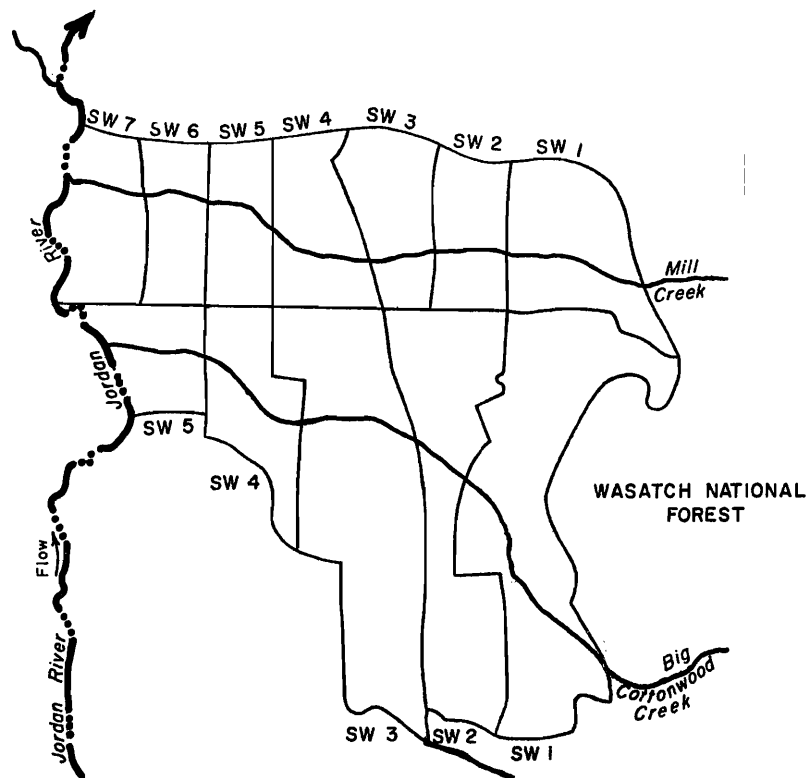 SW 7
SW 6
SW 5
SW 4
SW 3
SW 2
SW 1
River
Mill
Creek
Jordan
SW 5
SW 4
WASATCH NATIONAL
FOREST
Flow
Jordan River
Big
Cottonwood
Creek
SW 3
SW 2
SW 1